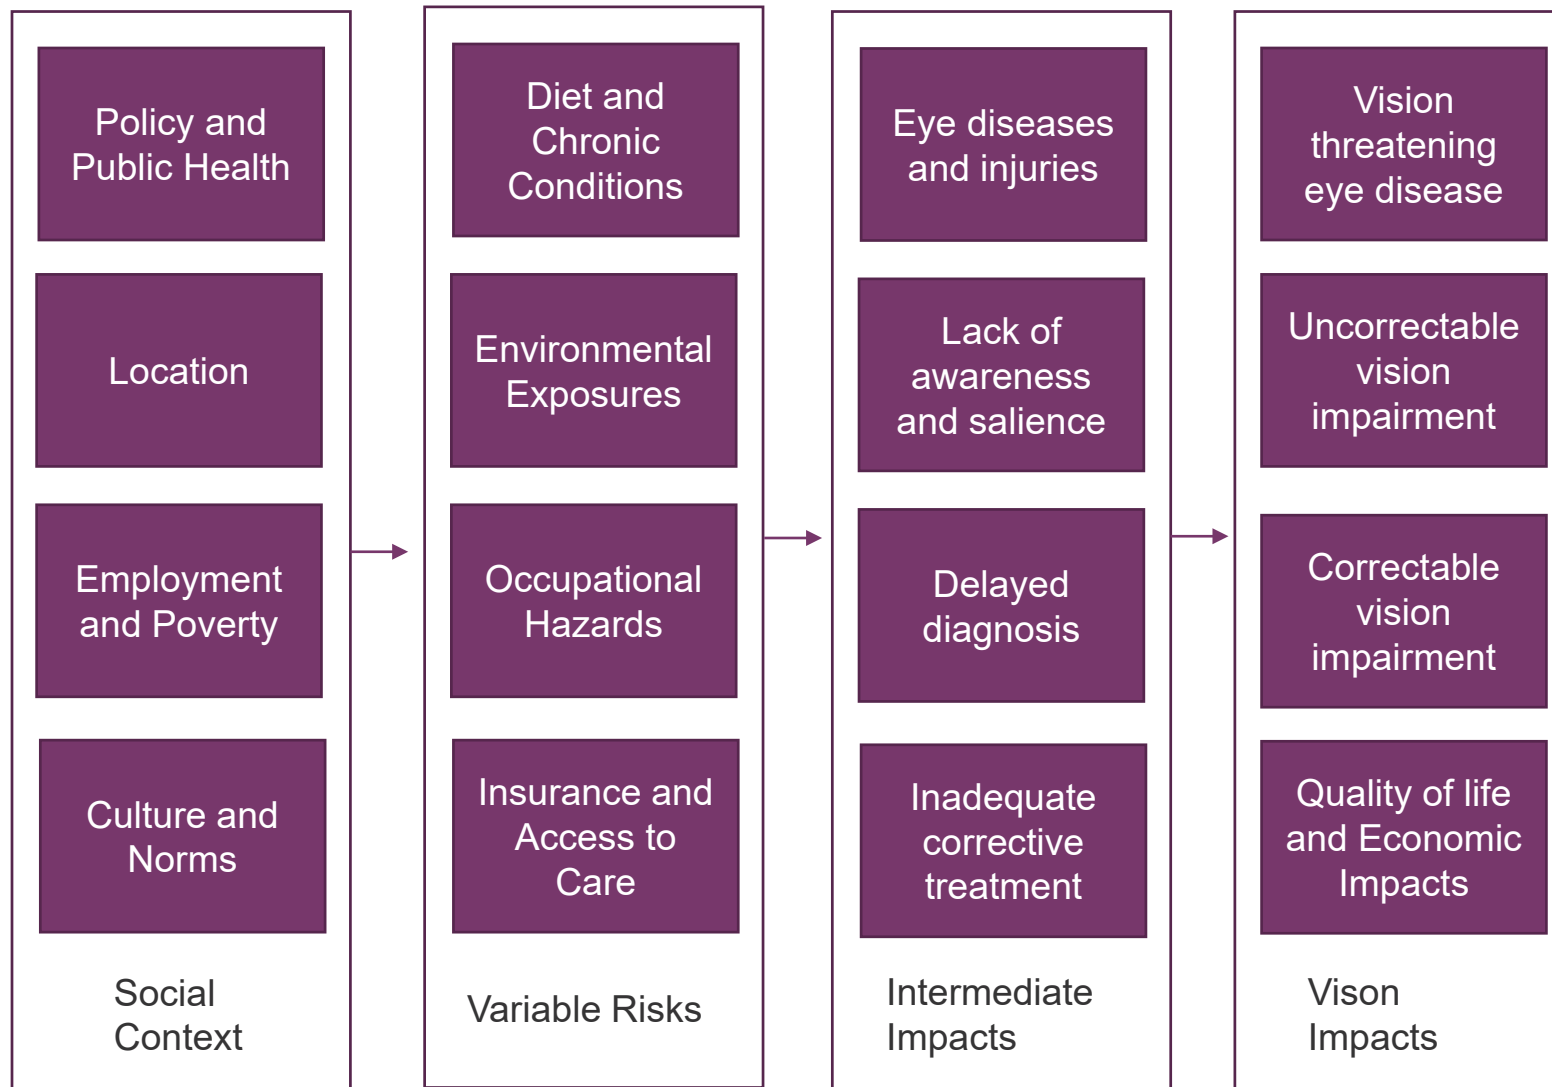 Policy and
Public Health
Location
Employment
and Poverty
Culture and
Norms
Social
Context
Diet and
Chronic
Conditions
Environmental
Exposures
Occupational
Hazards
Insurance and
Access to
Care
Variable Risks
Eye diseases
and injuries
Lack of
awareness
and salience
Delayed
diagnosis
Inadequate
corrective
treatment
Intermediate
Impacts
Vision
threatening
eye disease
Uncorrectable
vision
impairment
Correctable
vision
impairment
Quality of life
and Economic
Impacts
Vison
Impacts